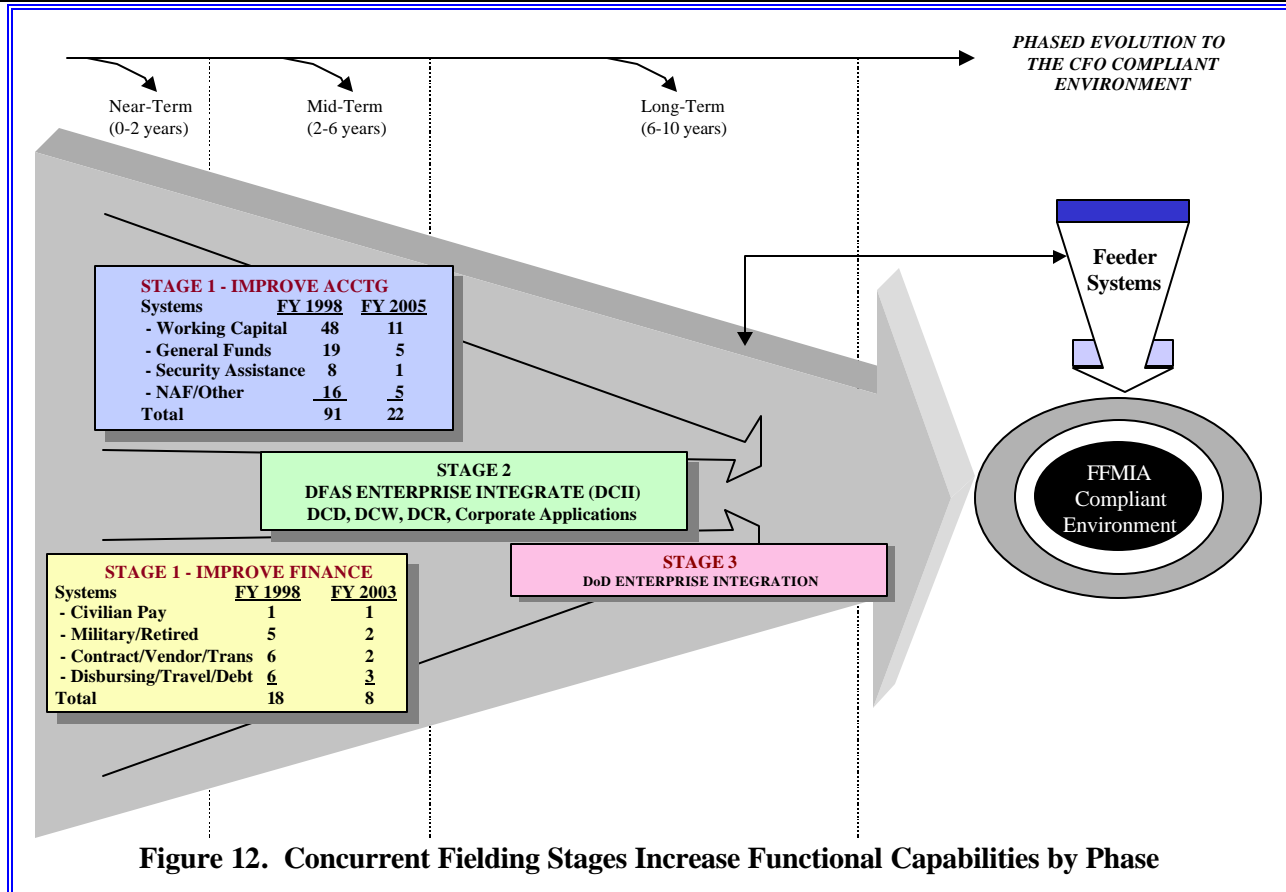 PHASED EVOLUTION TO
THE CFO COMPLIANT
ENVIRONMENT
Near-Term
(0-2 years)
Mid-Term
(2-6 years)
Long-Term
(6-10 years)
Feeder
Systems
STAGE 1 - IMPROVE ACCTG
Systems FY 1998 FY 2005
- Working Capital 48 11
- General Funds 19 5
- Security Assistance 8 1
- NAF/Other 16 5
Total 91 22
STAGE 2
DFAS ENTERPRISE INTEGRATE (DCII)
DCD, DCW, DCR, Corporate Applications
FFMIA
Compliant
Environment
STAGE 3
DoD ENTERPRISE INTEGRATION
STAGE 1 - IMPROVE FINANCE
Systems FY 1998 FY 2003
- Civilian Pay 1 1
- Military/Retired 5 2
- Contract/Vendor/Trans 6 2
- Disbursing/Travel/Debt 6 3
Total 18 8
Figure 12. Concurrent Fielding Stages Increase Functional Capabilities by Phase